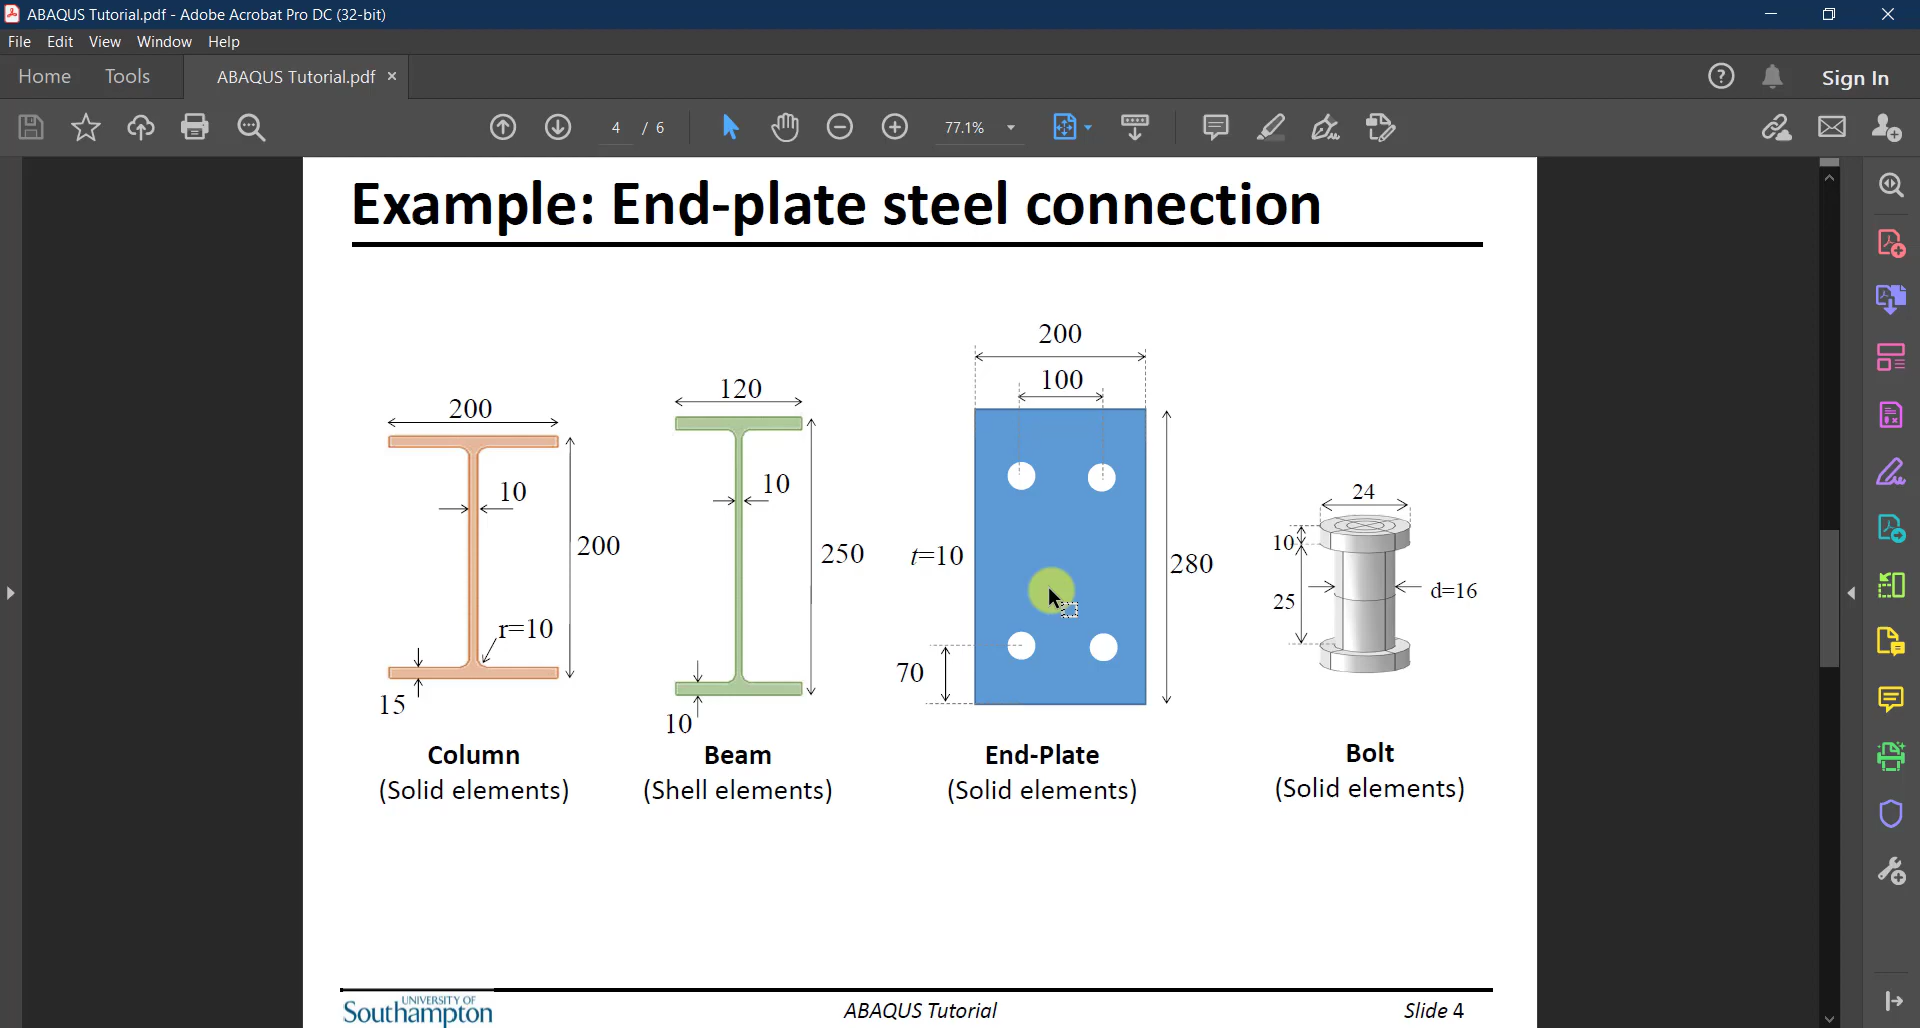 ABAQUS Tutorial.pdf - Adobe Acrobat Pro DC (32-bit)
File Edit View Window Help
Home Tools ABAQUS Tutorial.pdf × Sign In
4 / 6 77.1%
Example: End-plate steel connection
200
10
200
r=10
15
Column
(Solid elements)
120
10
250
10
Beam
(Shell elements)
200
100
t=10
280
70
End-Plate
(Solid elements)
24
10
25
d=16
Bolt
(Solid elements)
UNIVERSITY OF
Southampton
ABAQUS Tutorial
Slide 4